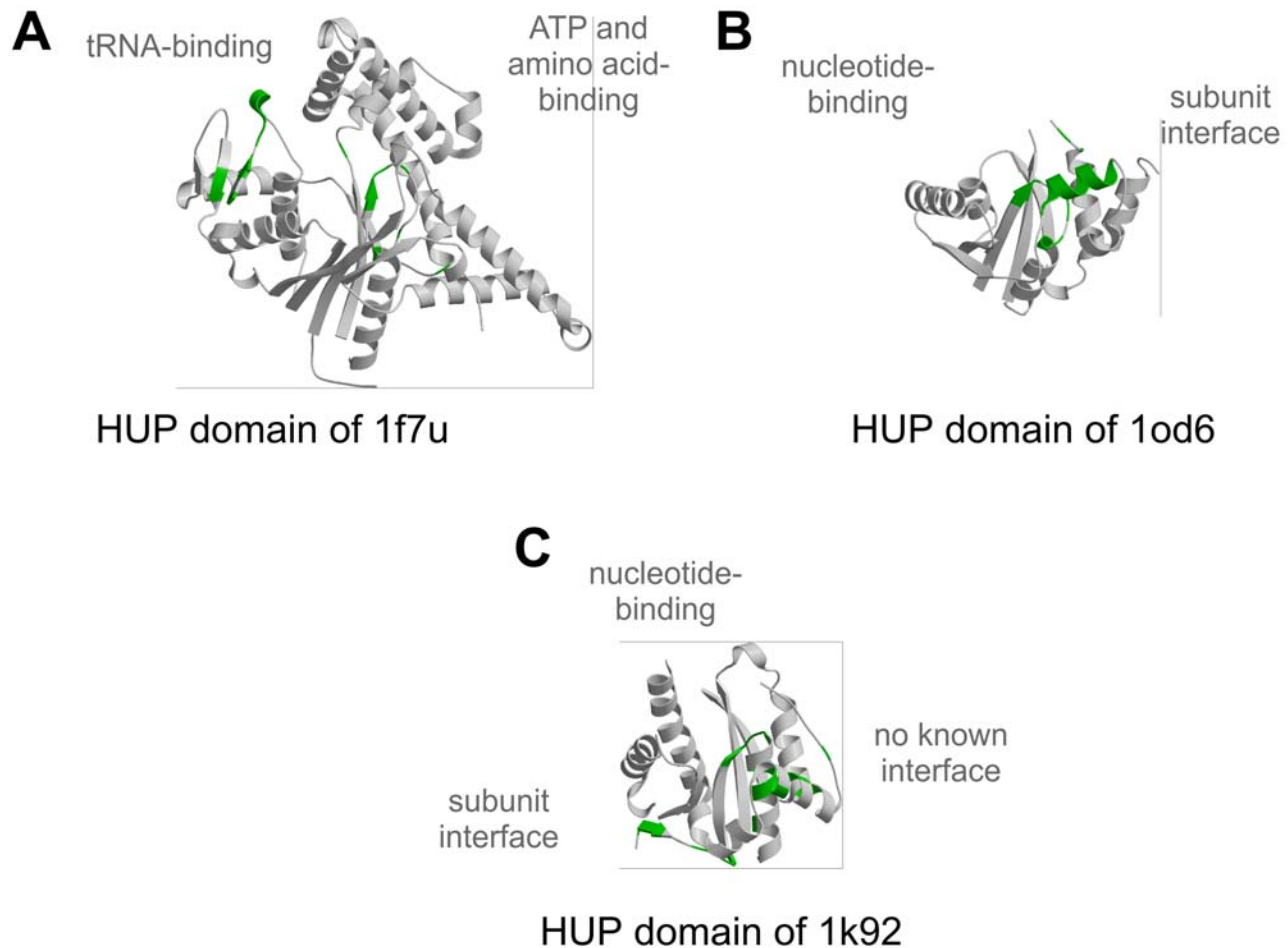 A
tRNA-binding
ATP and
amino acid-
binding
HUP domain of 1f7u
B
nucleotide-
binding
subunit
interface
HUP domain of 1od6
C
nucleotide-
binding
no known
interface
subunit
interface
HUP domain of 1k92